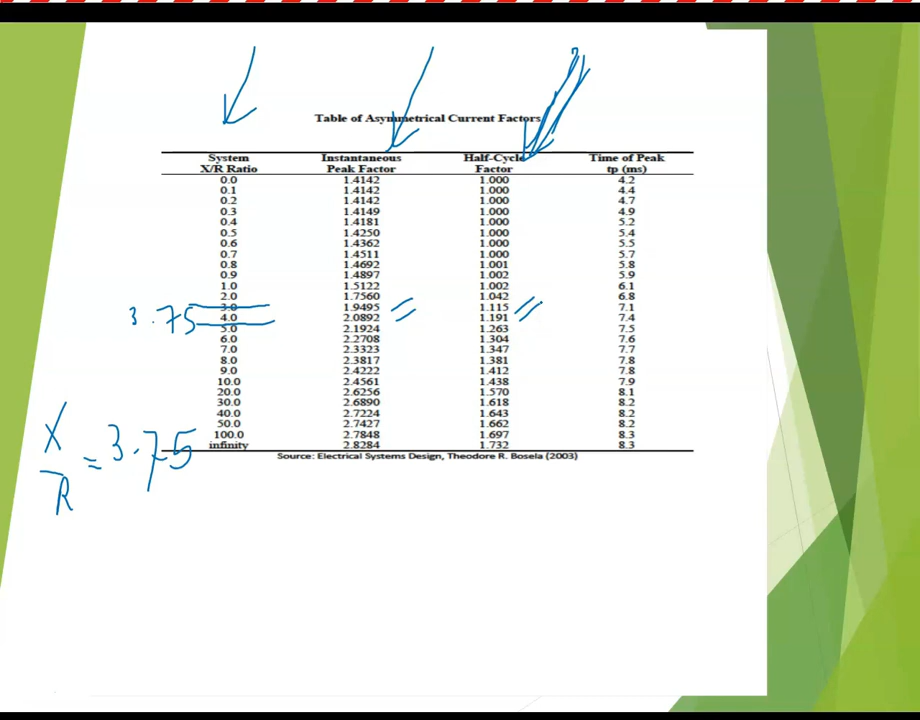 Table of Asymmetrical Current Factors
System Instantaneous Half-Cycle Time of Peak
X/R Ratio Peak Factor Factor tp (ms)
0.0 1.4142 1.000 4.2
0.1 1.4142 1.000 4.4
0.2 1.4142 1.000 4.7
0.3 1.4149 1.000 4.9
0.4 1.4181 1.000 5.2
0.5 1.4250 1.000 5.4
0.6 1.4362 1.000 5.5
0.7 1.4511 1.000 5.7
0.8 1.4692 1.001 5.8
0.9 1.4897 1.002 5.9
1.0 1.5122 1.002 6.1
2.0 1.7560 1.042 6.8
3.0 1.9495 1.115 7.1
3.75
4.0 2.0892 1.191 7.4
5.0 2.1924 1.263 7.5
6.0 2.2708 1.304 7.6
7.0 2.3323 1.347 7.7
8.0 2.3817 1.381 7.8
9.0 2.4222 1.412 7.8
10.0 2.4561 1.438 7.9
20.0 2.6256 1.570 8.1
30.0 2.6890 1.618 8.2
40.0 2.7224 1.643 8.2
50.0 2.7427 1.662 8.2
100.0 2.7848 1.697 8.3
infinity 2.8284 1.732 8.3
Source: Electrical Systems Design, Theodore R. Bosela (2003)
X
= 3.75
R